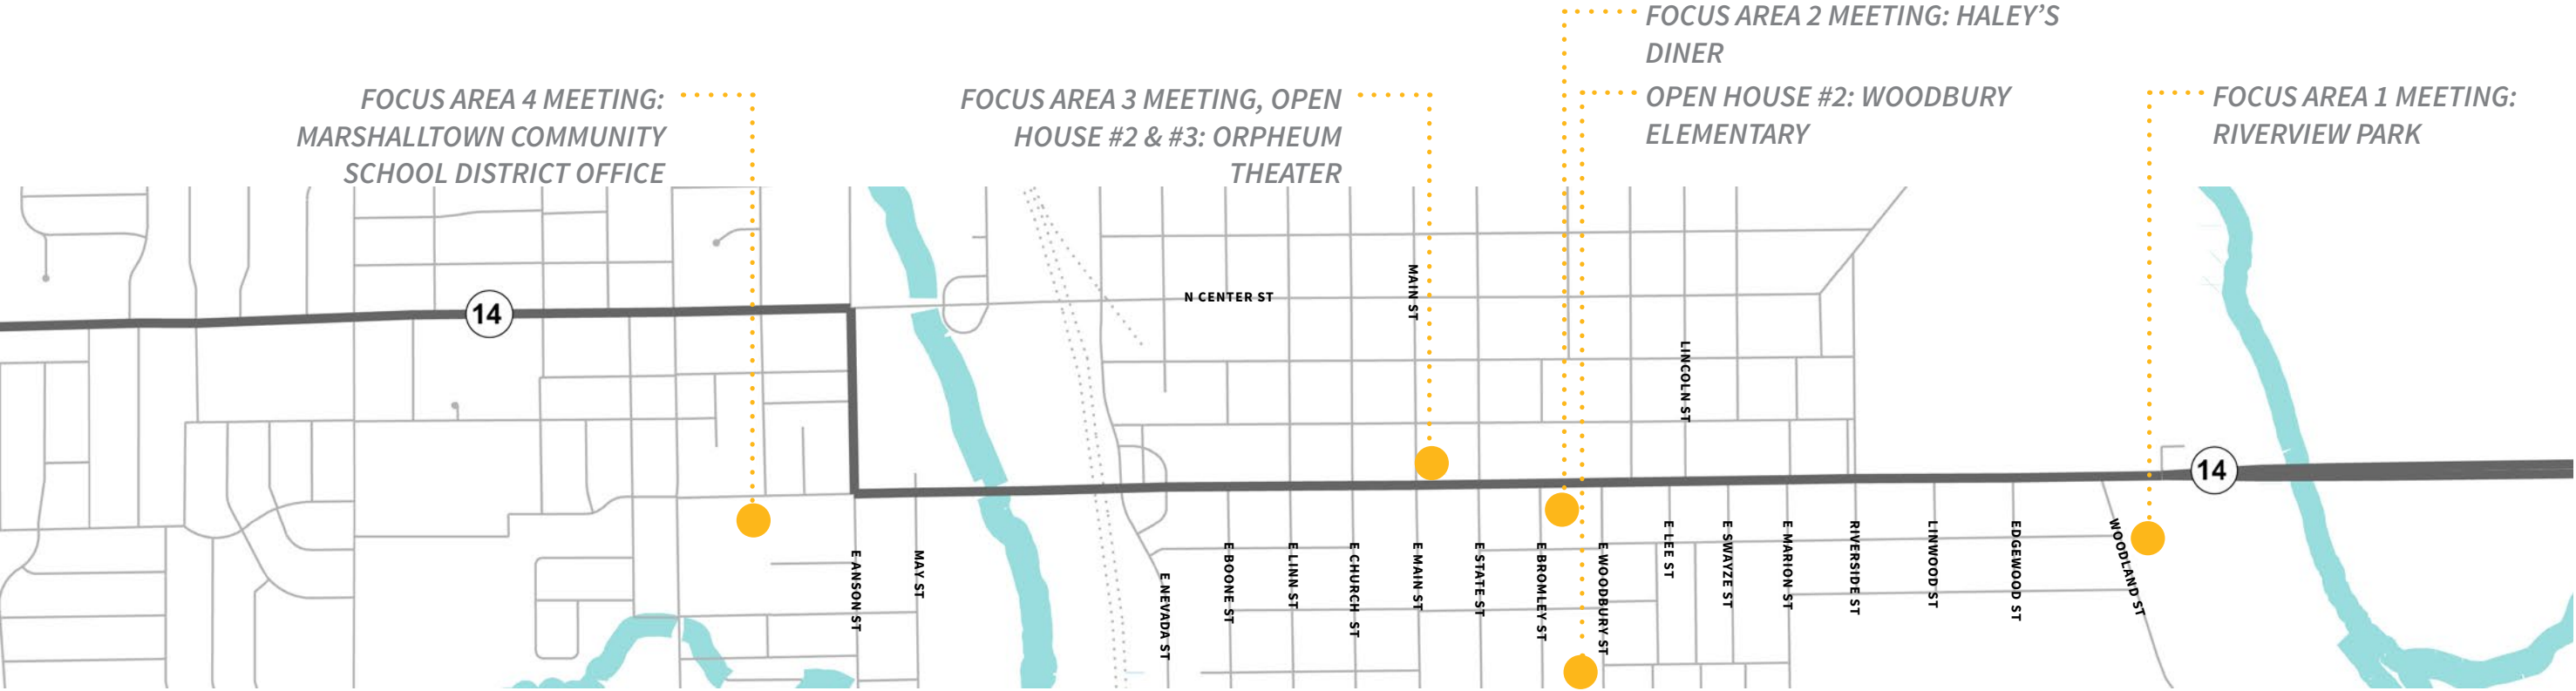 FOCUS AREA 2 MEETING: HALEY’S
DINER
FOCUS AREA 4 MEETING:
MARSHALLTOWN COMMUNITY
SCHOOL DISTRICT OFFICE
FOCUS AREA 3 MEETING, OPEN
HOUSE #2 & #3: ORPHEUM
THEATER
OPEN HOUSE #2: WOODBURY
ELEMENTARY
FOCUS AREA 1 MEETING:
RIVERVIEW PARK
14
N CENTER ST
MAIN ST
LINCOLN ST
14
E ANSON ST
MAY ST
E NEVADA ST
E BOONE ST
E LINN ST
E CHURCH ST
E MAIN ST
E STATE ST
E BROMLEY ST
E WOODBURY ST
E LEE ST
E SWAYZE ST
E MARION ST
RIVERSIDE ST
LINWOOD ST
EDGEWOOD ST
WOODLAND ST